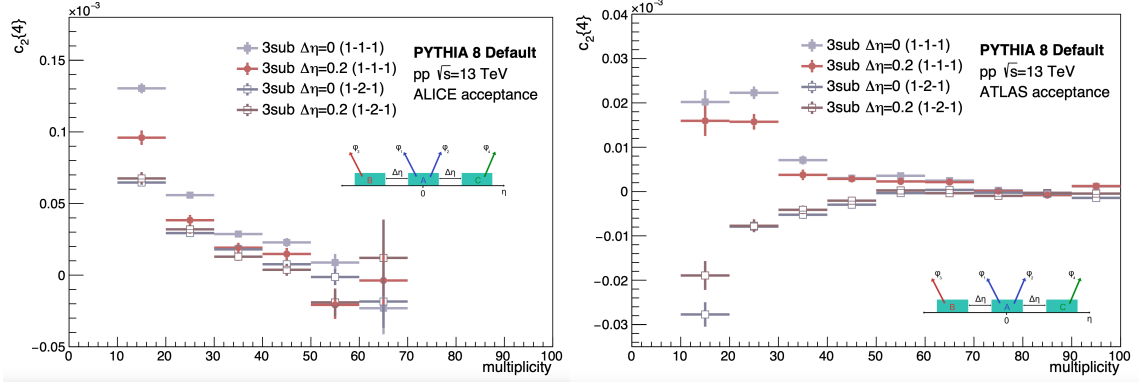 ×10⁻³
c₂{4}
0.15
0.1
0.05
0
−0.05
3sub Δη=0 (1-1-1)
3sub Δη=0.2 (1-1-1)
3sub Δη=0 (1-2-1)
3sub Δη=0.2 (1-2-1)
PYTHIA 8 Default
pp √s=13 TeV
ALICE acceptance
φ₃ φ₁ φ₂ φ₄
B Δη A Δη C
0 η
0 10 20 30 40 50 60 70 80 90 100
multiplicity
×10⁻³
c₂{4}
0.04
0.03
0.02
0.01
0
−0.01
−0.02
−0.03
3sub Δη=0 (1-1-1)
3sub Δη=0.2 (1-1-1)
3sub Δη=0 (1-2-1)
3sub Δη=0.2 (1-2-1)
PYTHIA 8 Default
pp √s=13 TeV
ATLAS acceptance
φ₃ φ φ₂ φ₄
B Δη A Δη C
0 η
0 10 20 30 40 50 60 70 80 90 100
multiplicity